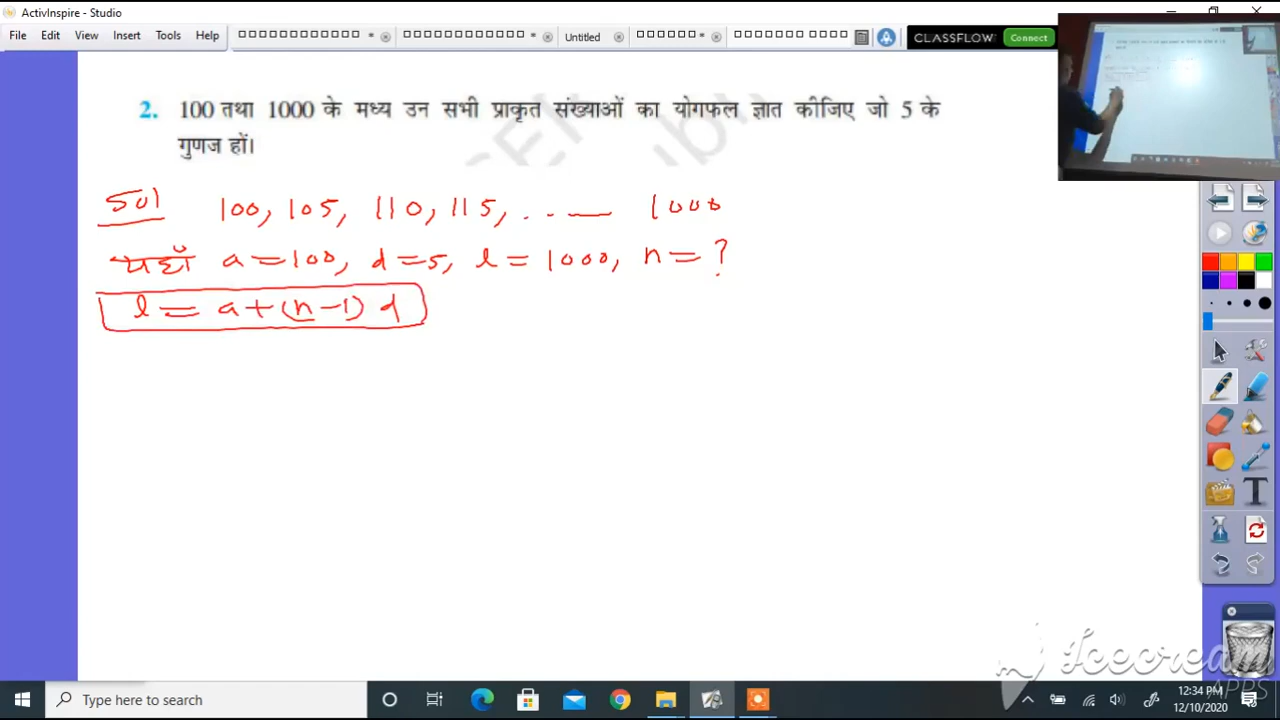 ActivInspire - Studio
File Edit View Insert Tools Help
Untitled
CLASSFLOW Connect
2. 100 तथा 1000 के मध्य उन सभी प्राकृत संख्याओं का योगफल ज्ञात कीजिए जो 5 के
गुणज हों।
Sol 100, 105, 110, 115, ..— 1000
यहाँ a = 100, d = 5, l = 1000, n = ?
l = a + (n - 1) d
Icecream
APPS
Type here to search
12:34 PM
12/10/2020